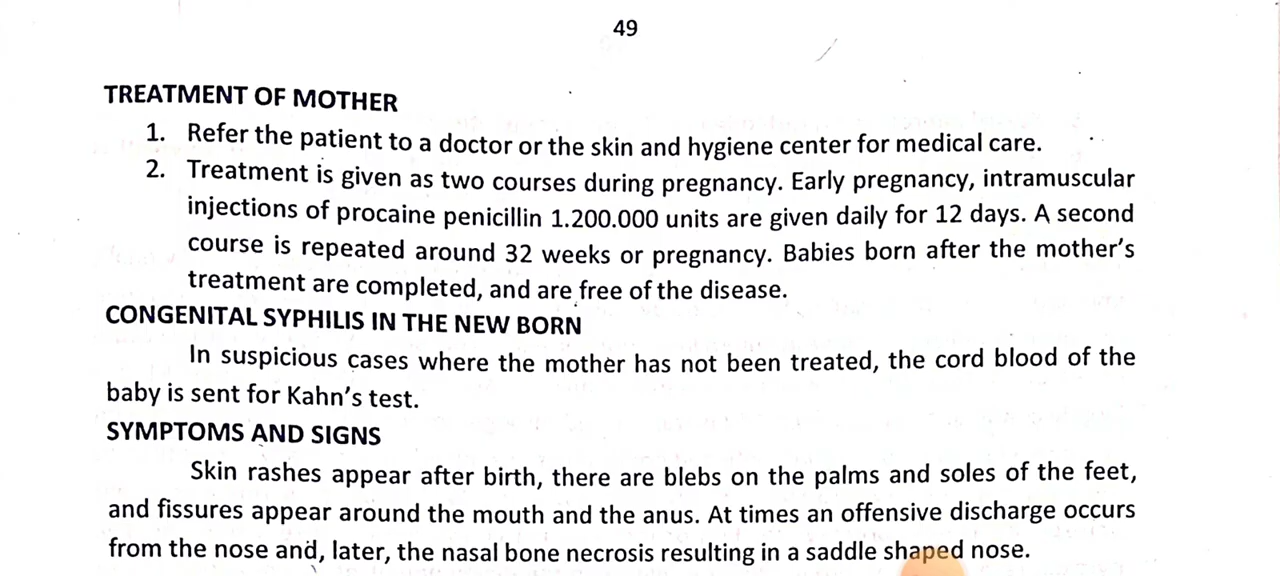 49
TREATMENT OF MOTHER
1. Refer the patient to a doctor or the skin and hygiene center for medical care.
2. Treatment is given as two courses during pregnancy. Early pregnancy, intramuscular
injections of procaine penicillin 1.200.000 units are given daily for 12 days. A second
course is repeated around 32 weeks or pregnancy. Babies born after the mother's
treatment are completed, and are free of the disease.
CONGENITAL SYPHILIS IN THE NEW BORN
In suspicious cases where the mother has not been treated, the cord blood of the
baby is sent for Kahn's test.
SYMPTOMS AND SIGNS
Skin rashes appear after birth, there are blebs on the palms and soles of the feet,
and fissures appear around the mouth and the anus. At times an offensive discharge occurs
from the nose and, later, the nasal bone necrosis resulting in a saddle shaped nose.